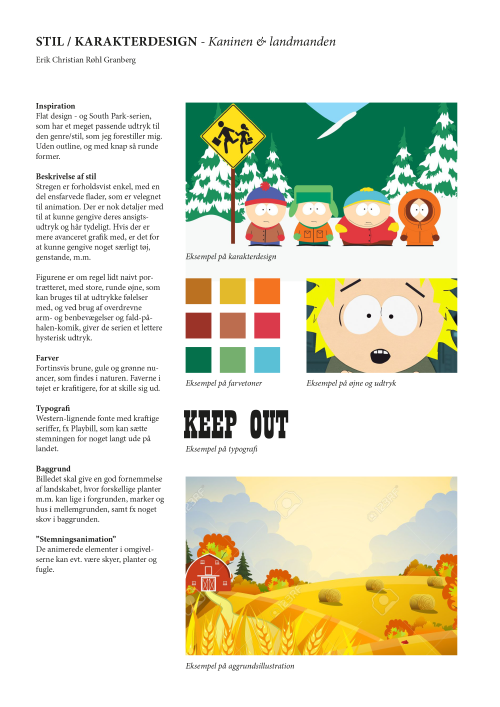 STIL / KARAKTERDESIGN - Kaninen & landmanden
Erik Christian Røhl Granberg
Inspiration
Flat design - og South Park-serien,
som har et meget passende udtryk til
den genre/stil, som jeg forestiller mig.
Uden outline, og med knap så runde
former.
Beskrivelse af stil
Stregen er forholdsvist enkel, med en
del ensfarvede flader, som er velegnet
til animation. Der er nok detaljer med
til at kunne gengive deres ansigts-
udtryk og hår tydeligt. Hvis der er
mere avanceret grafik med, er det for
at kunne gengive noget særligt tøj,
genstande, m.m.
Figurene er om regel lidt naivt por-
trætteret, med store, runde øjne, som
kan bruges til at udtrykke følelser
med, og ved brug af overdrevne
arm- og benbevægelser og fald-på-
halen-komik, giver de serien et lettere
hysterisk udtryk.
Farver
Fortinsvis brune, gule og grønne nu-
ancer, som findes i naturen. Faverne i
tøjet er kraftigere, for at skille sig ud.
Typografi
Western-lignende fonte med kraftige
seriffer, fx Playbill, som kan sætte
stemningen for noget langt ude på
landet.
Baggrund
Billedet skal give en god fornemmelse
af landskabet, hvor forskellige planter
m.m. kan lige i forgrunden, marker og
hus i mellemgrunden, samt fx noget
skov i baggrunden.
"Stemningsanimation"
De animerede elementer i omgivel-
serne kan evt. være skyer, planter og
fugle.
Eksempel på karakterdesign
Eksempel på farvetoner
Eksempel på øjne og udtryk
KEEP OUT
Eksempel på typografi
Eksempel på aggrundsillustration